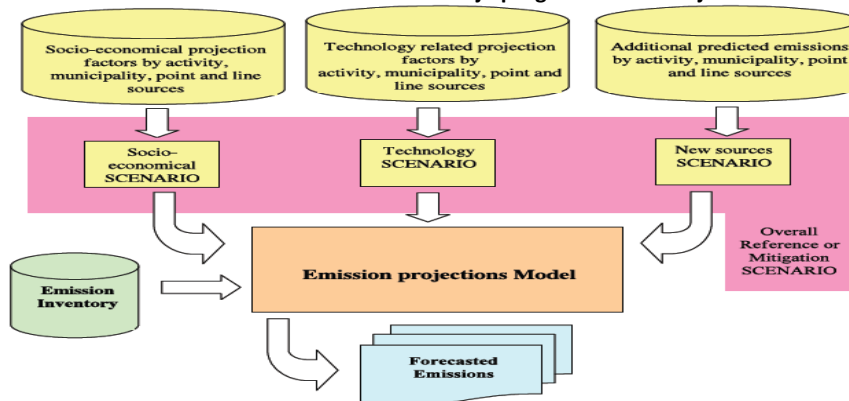 Socio-economical projection
factors by activity,
municipality, point and line
sources
Technology related projection
factors by
activity, municipality, point and
line sources
Additional predicted emissions
by activity, municipality, point
and line sources
Socio-
economical
SCENARIO
Technology
SCENARIO
New sources
SCENARIO
Overall
Reference or
Mitigation
SCENARIO
Emission
Inventory
Emission projections Model
Forecasted
Emissions